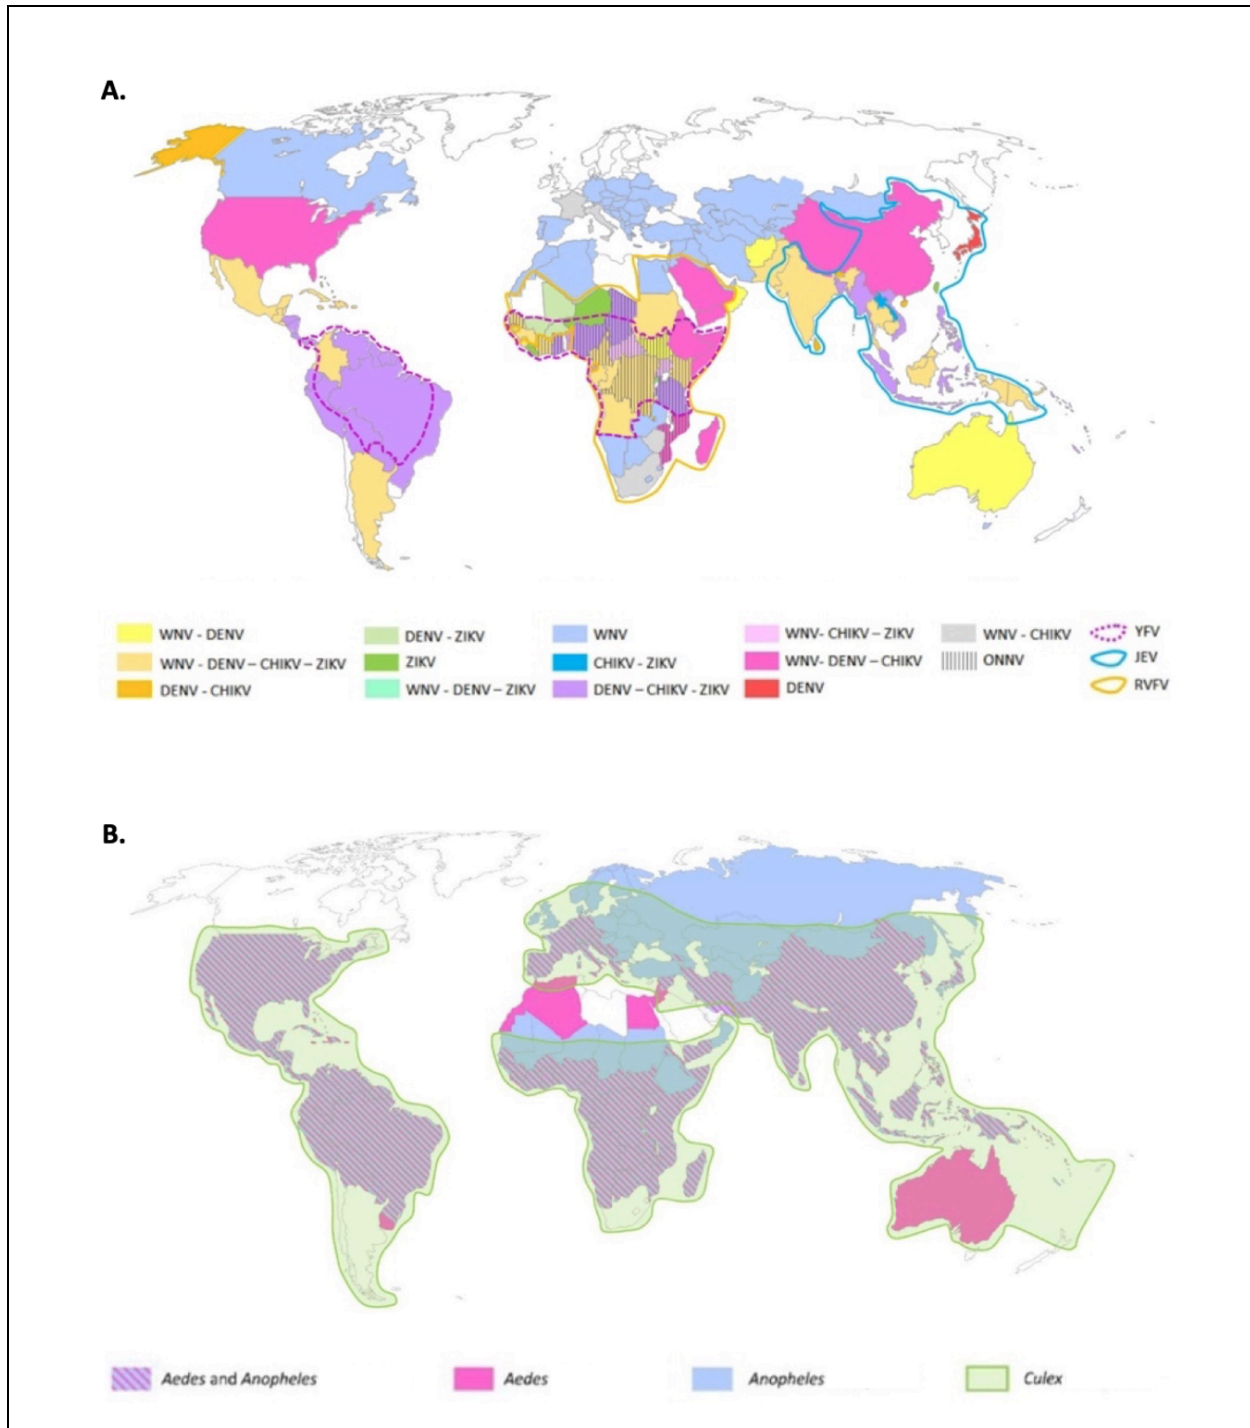 A.
WNV - DENV
DENV - ZIKV
WNV
WNV- CHIKV – ZIKV
WNV - CHIKV
YFV
WNV - DENV – CHIKV – ZIKV
ZIKV
CHIKV - ZIKV
WNV- DENV – CHIKV
ONNV
JEV
DENV - CHIKV
WNV - DENV – ZIKV
DENV – CHIKV - ZIKV
DENV
RVFV
B.
Aedes and Anopheles
Aedes
Anopheles
Culex